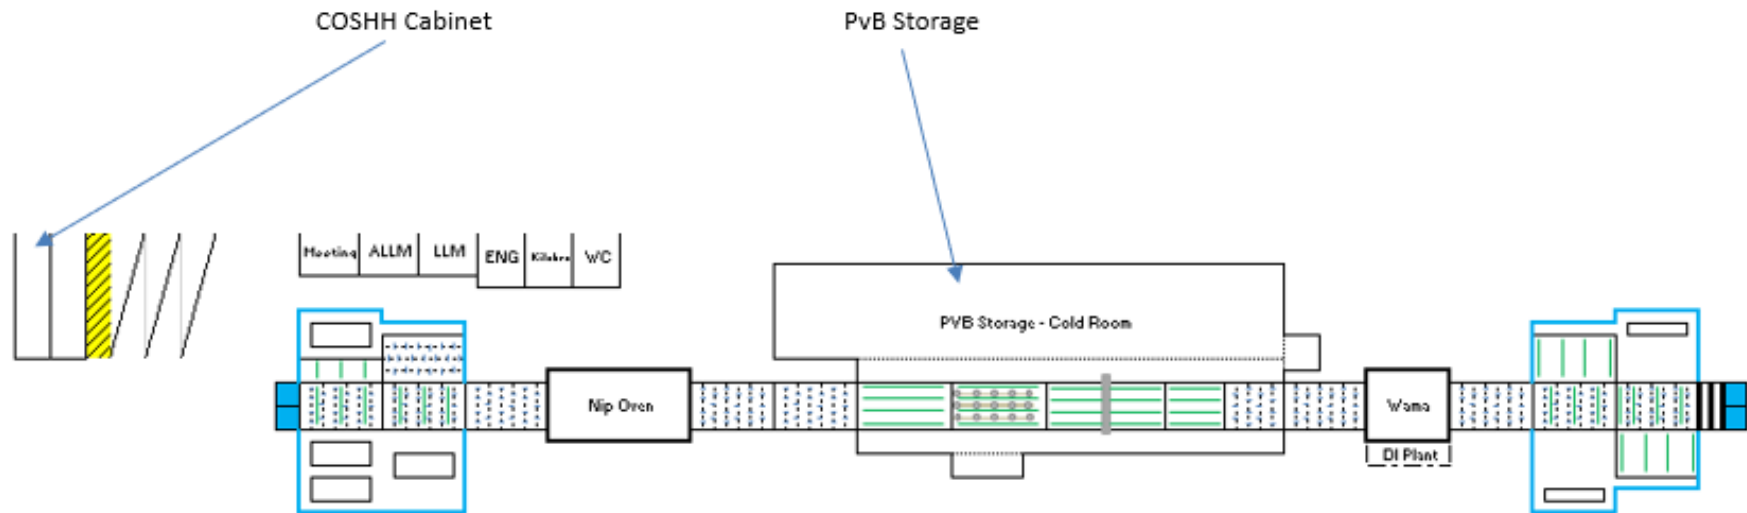 COSHH Cabinet
PvB Storage
Meeting
ALLM
LLM
ENG
WC
PVB Storage - Cold Room
Nip Oven
Wama
DI Plant